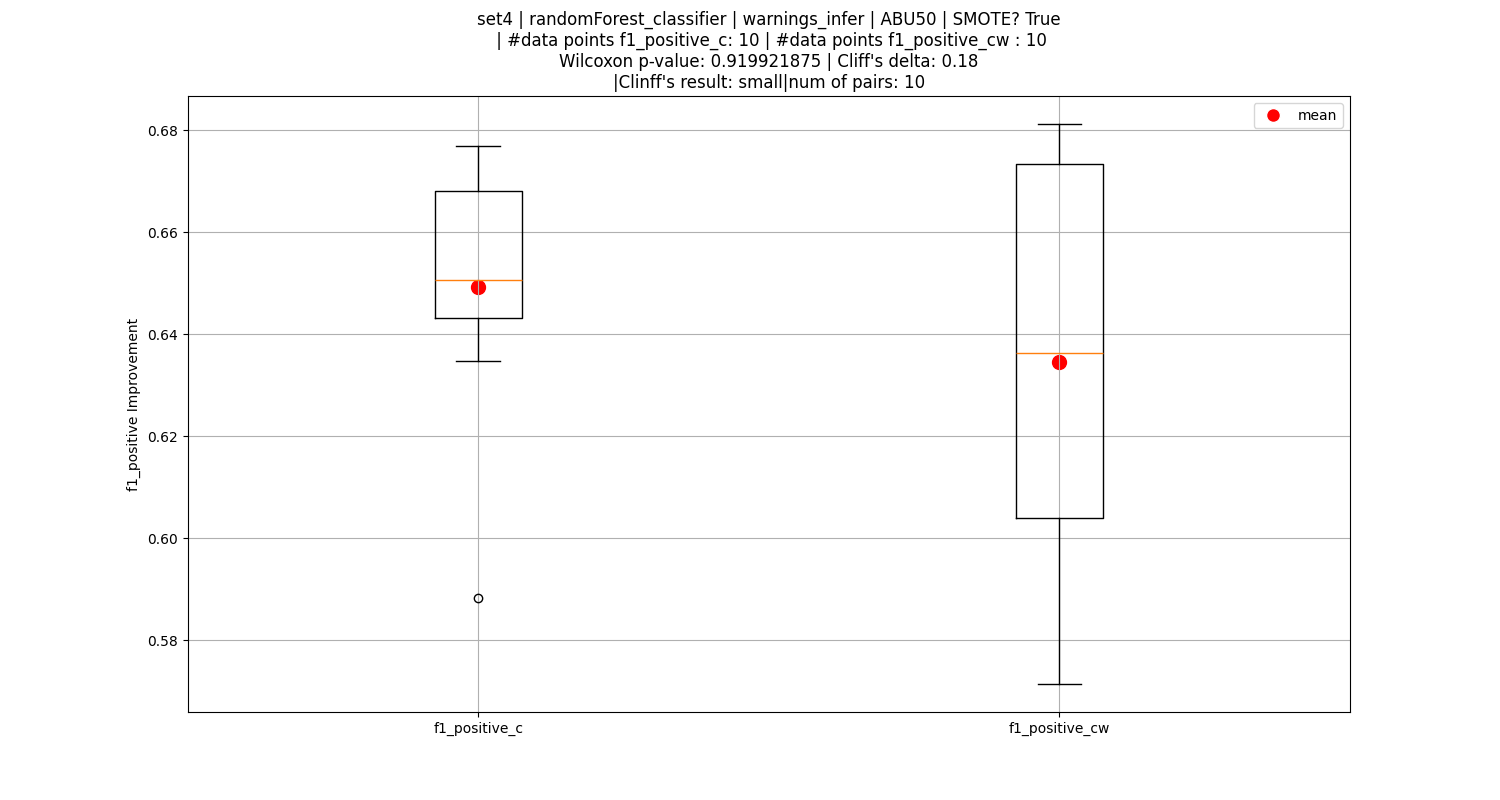 set4 | randomForest_classifier | warnings_infer | ABU50 | SMOTE? True
| #data points f1_positive_c: 10 | #data points f1_positive_cw : 10
Wilcoxon p-value: 0.919921875 | Cliff's delta: 0.18
|Clinff's result: small|num of pairs: 10
mean
0.68
0.66
0.64
0.62
0.60
0.58
f1_positive Improvement
f1_positive_c
f1_positive_cw